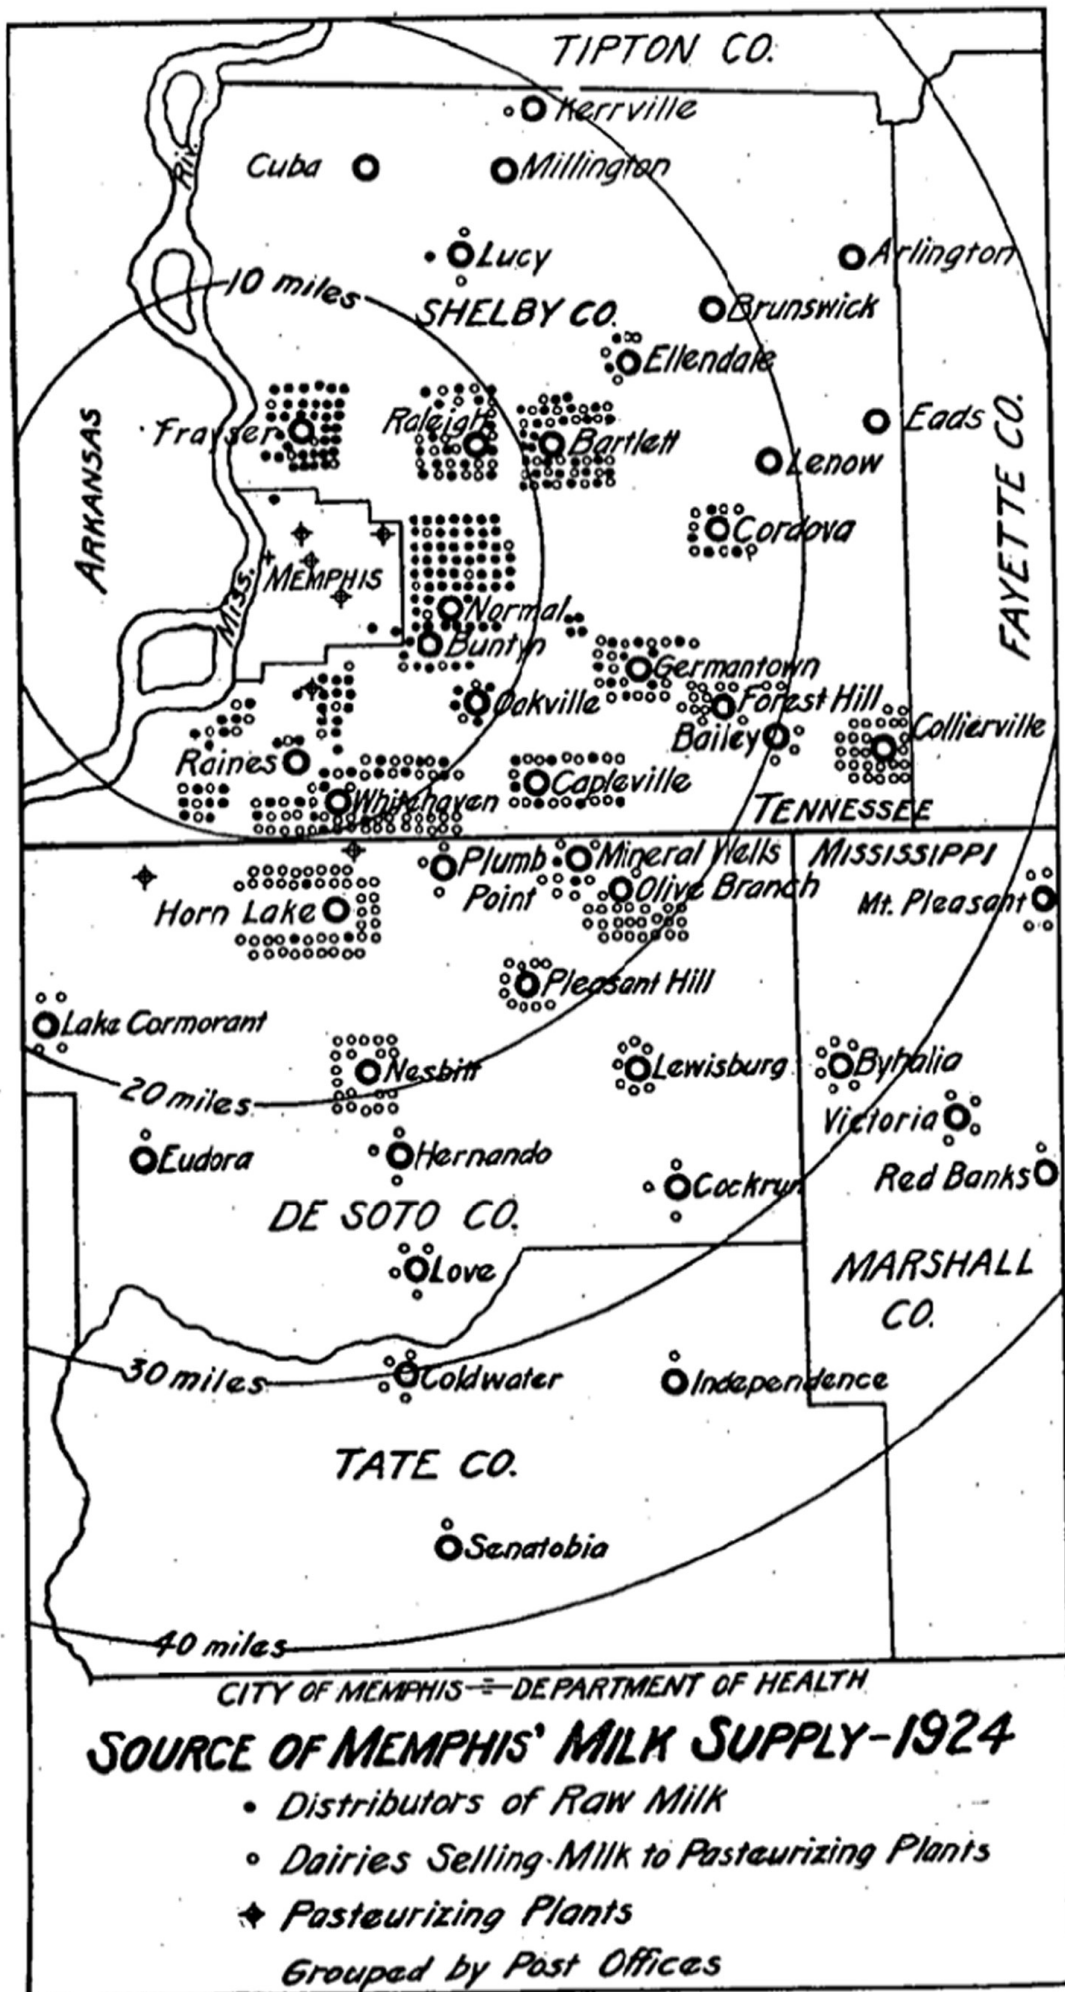 TIPTON CO.
Kerrville
Cuba
Millington
Riv.
Lucy
Arlington
10 miles
SHELBY CO.
Brunswick
Ellendale
ARKANSAS
Frayser
Raleigh
Bartlett
Eads
Lenow
FAYETTE CO.
Cordova
Miss.
MEMPHIS
Normal
Buntyn
Germantown
Oakville
Forest Hill
Bailey
Collierville
Raines
Capleville
Whitehaven
TENNESSEE
Plumb
Point
Mineral Wells
MISSISSIPPI
Olive Branch
Mt. Pleasant
Horn Lake
Pleasant Hill
Lake Cormorant
Nesbitt
Lewisburg
Byhalia
20 miles
Victoria
Eudora
Hernando
Cockrum
Red Banks
DE SOTO CO.
Love
MARSHALL
CO.
30 miles
Coldwater
Independence
TATE CO.
Senatobia
40 miles
CITY OF MEMPHIS-DEPARTMENT OF HEALTH
SOURCE OF MEMPHIS' MILK SUPPLY-1924
Distributors of Raw Milk
Dairies Selling Milk to Pasteurizing Plants
Pasteurizing Plants
Grouped by Post Offices